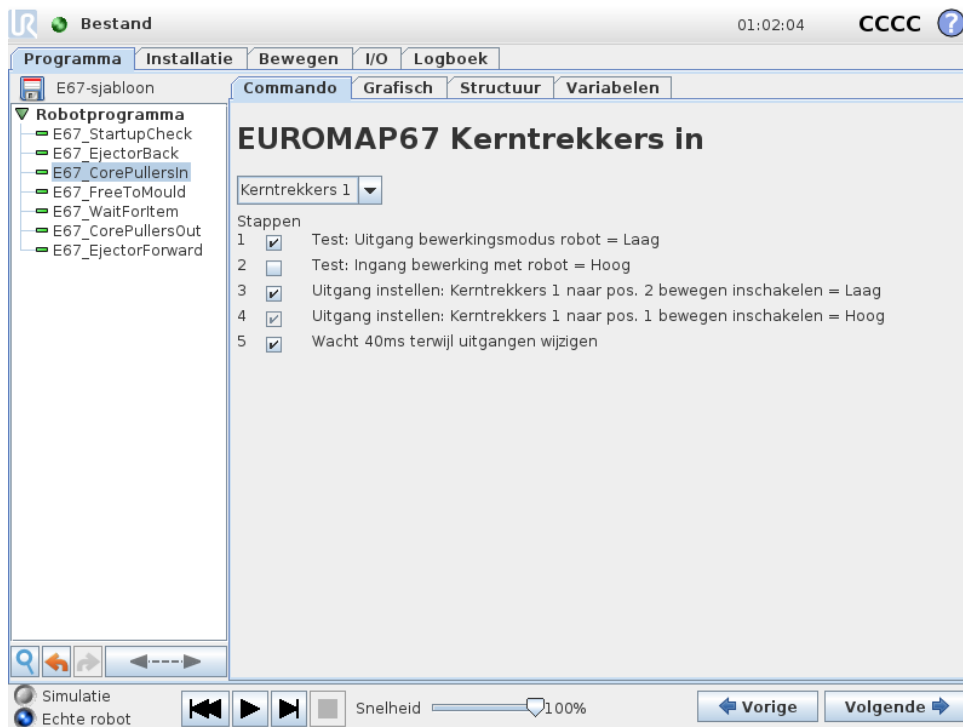 UR Bestand 01:02:04 CCCC ?
Programma Installatie Bewegen I/O Logboek
E67-sjabloon Commando Grafisch Structuur Variabelen
Robotprogramma
E67_StartupCheck
E67_EjectorBack
E67_CorePullersIn
E67_FreeToMould
E67_WaitForItem
E67_CorePullersOut
E67_EjectorForward
EUROMAP67 Kerntrekkers in
Kerntrekkers 1
Stappen
1 Test: Uitgang bewerkingsmodus robot = Laag
2 Test: Ingang bewerking met robot = Hoog
3 Uitgang instellen: Kerntrekkers 1 naar pos. 2 bewegen inschakelen = Laag
4 Uitgang instellen: Kerntrekkers 1 naar pos. 1 bewegen inschakelen = Hoog
5 Wacht 40ms terwijl uitgangen wijzigen
Simulatie
Echte robot
Snelheid 100%
Vorige Volgende